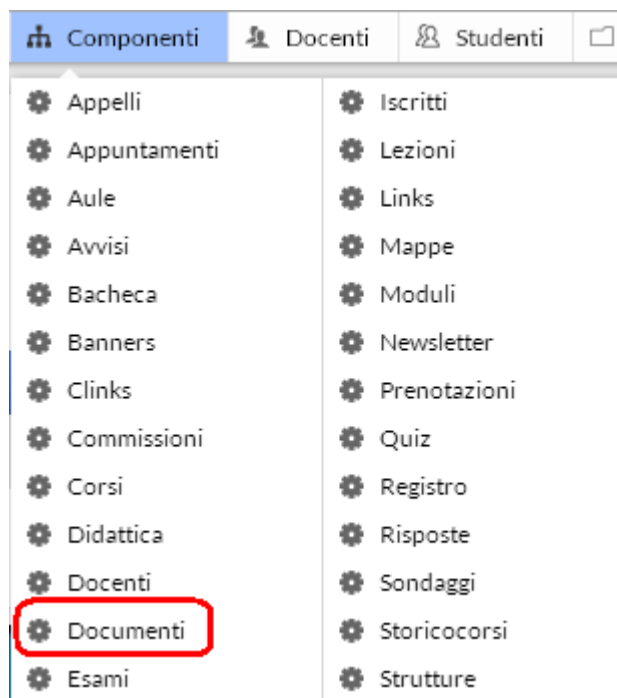 Componenti Docenti Studenti
Appelli
Appuntamenti
Aule
Avvisi
Bacheca
Banners
Clinks
Commissioni
Corsi
Didattica
Docenti
Documenti
Esami
Iscritti
Lezioni
Links
Mappe
Moduli
Newsletter
Prenotazioni
Quiz
Registro
Risposte
Sondaggi
Storicocorsi
Strutture